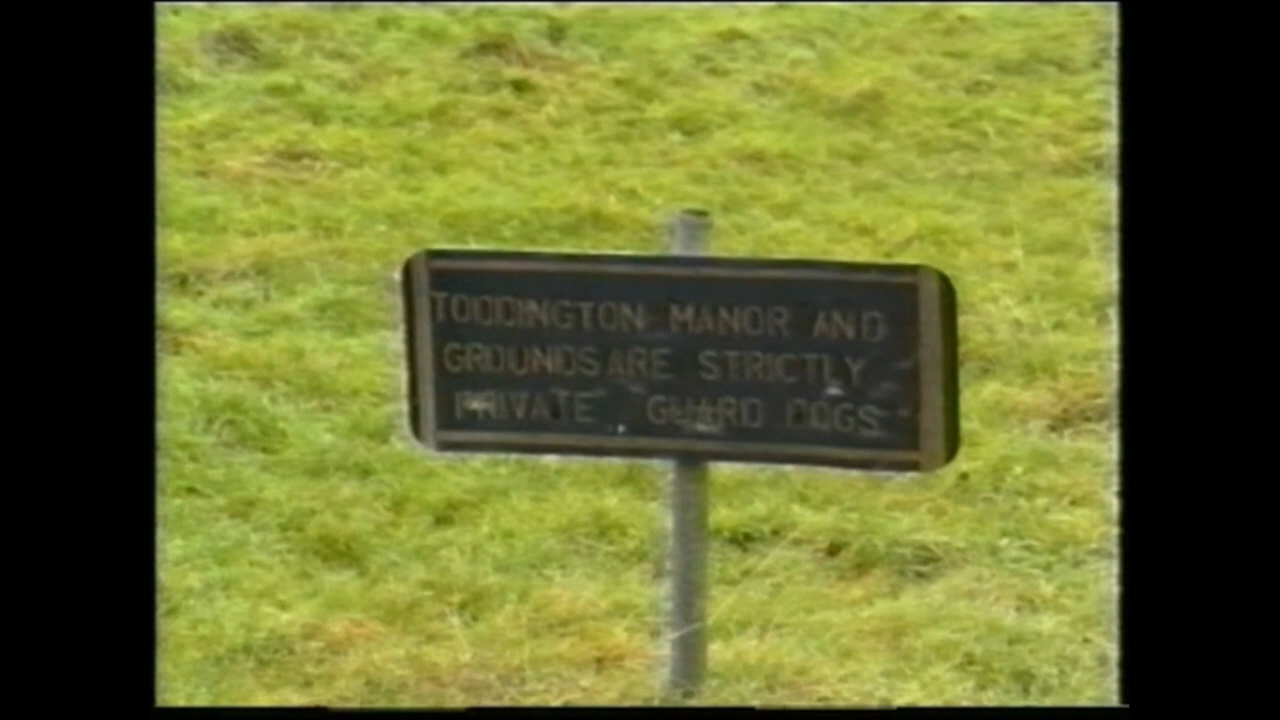 TODDINGTON MANOR AND
GROUNDS ARE STRICTLY
PRIVATE GUARD DOGS